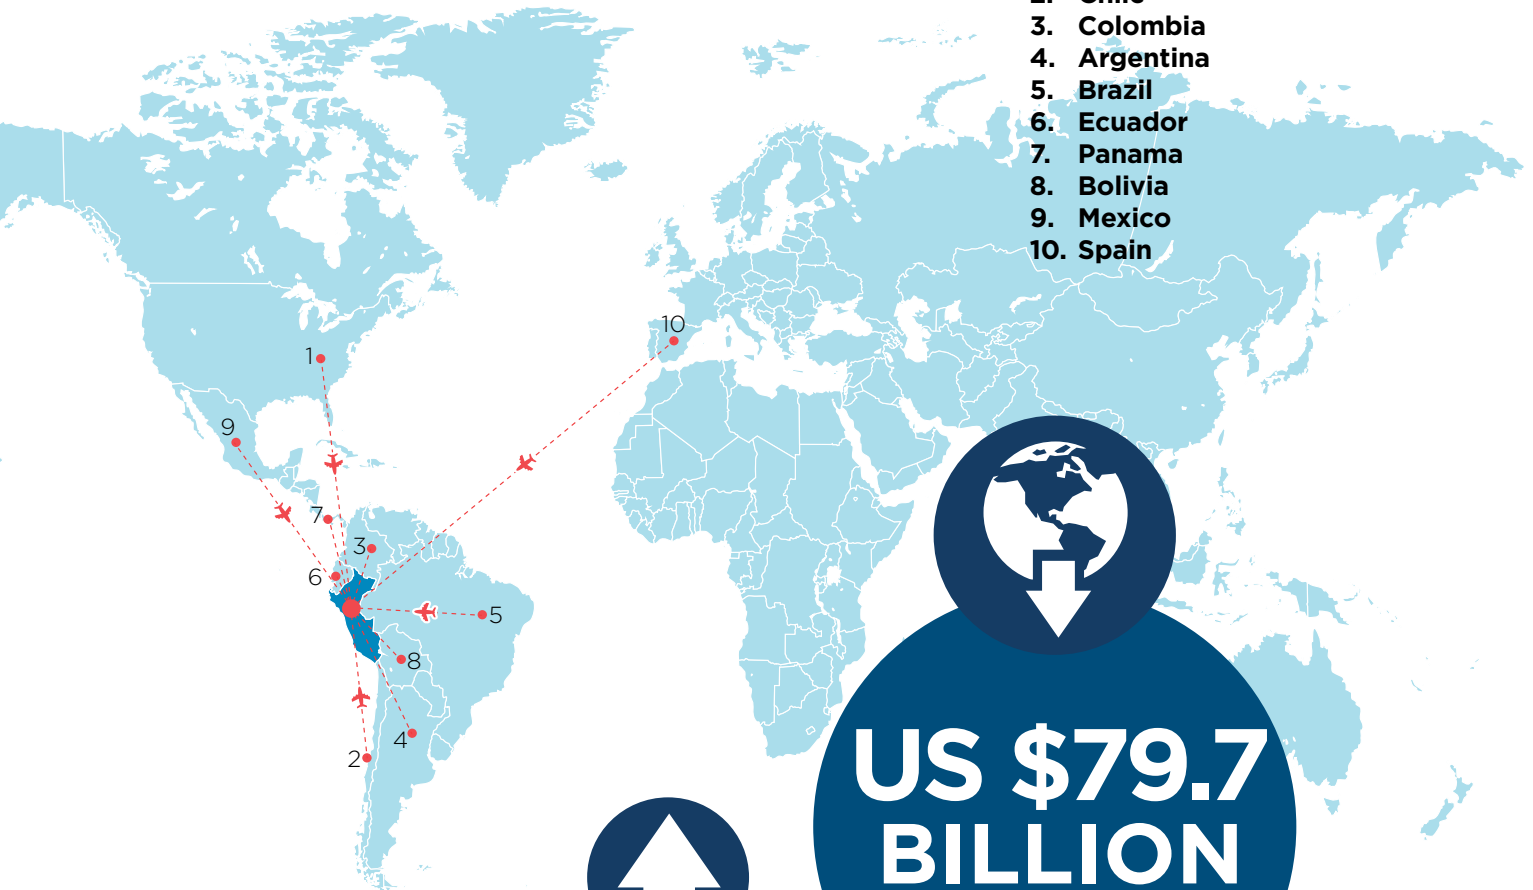 3. Colombia
4. Argentina
5. Brazil
6. Ecuador
7. Panama
8. Bolivia
9. Mexico
10. Spain
10
1
9
7
3
6
5
8
4
2
US $79.7
BILLION